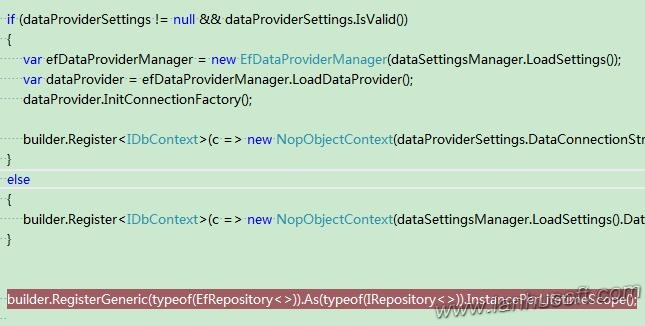 if (dataProviderSettings != null && dataProviderSettings.IsValid())
{
var efDataProviderManager = new EfDataProviderManager(dataSettingsManager.LoadSettings());
var dataProvider = efDataProviderManager.LoadDataProvider();
dataProvider.InitConnectionFactory();
builder.Register<IDbContext>(c => new NopObjectContext(dataProviderSettings.DataConnectionStr
}
else
{
builder.Register<IDbContext>(c => new NopObjectContext(dataSettingsManager.LoadSettings().Dat
}
builder.RegisterGeneric(typeof(EfRepository<>)).As(typeof(IRepository<>)).InstancePerLifetimeScope();